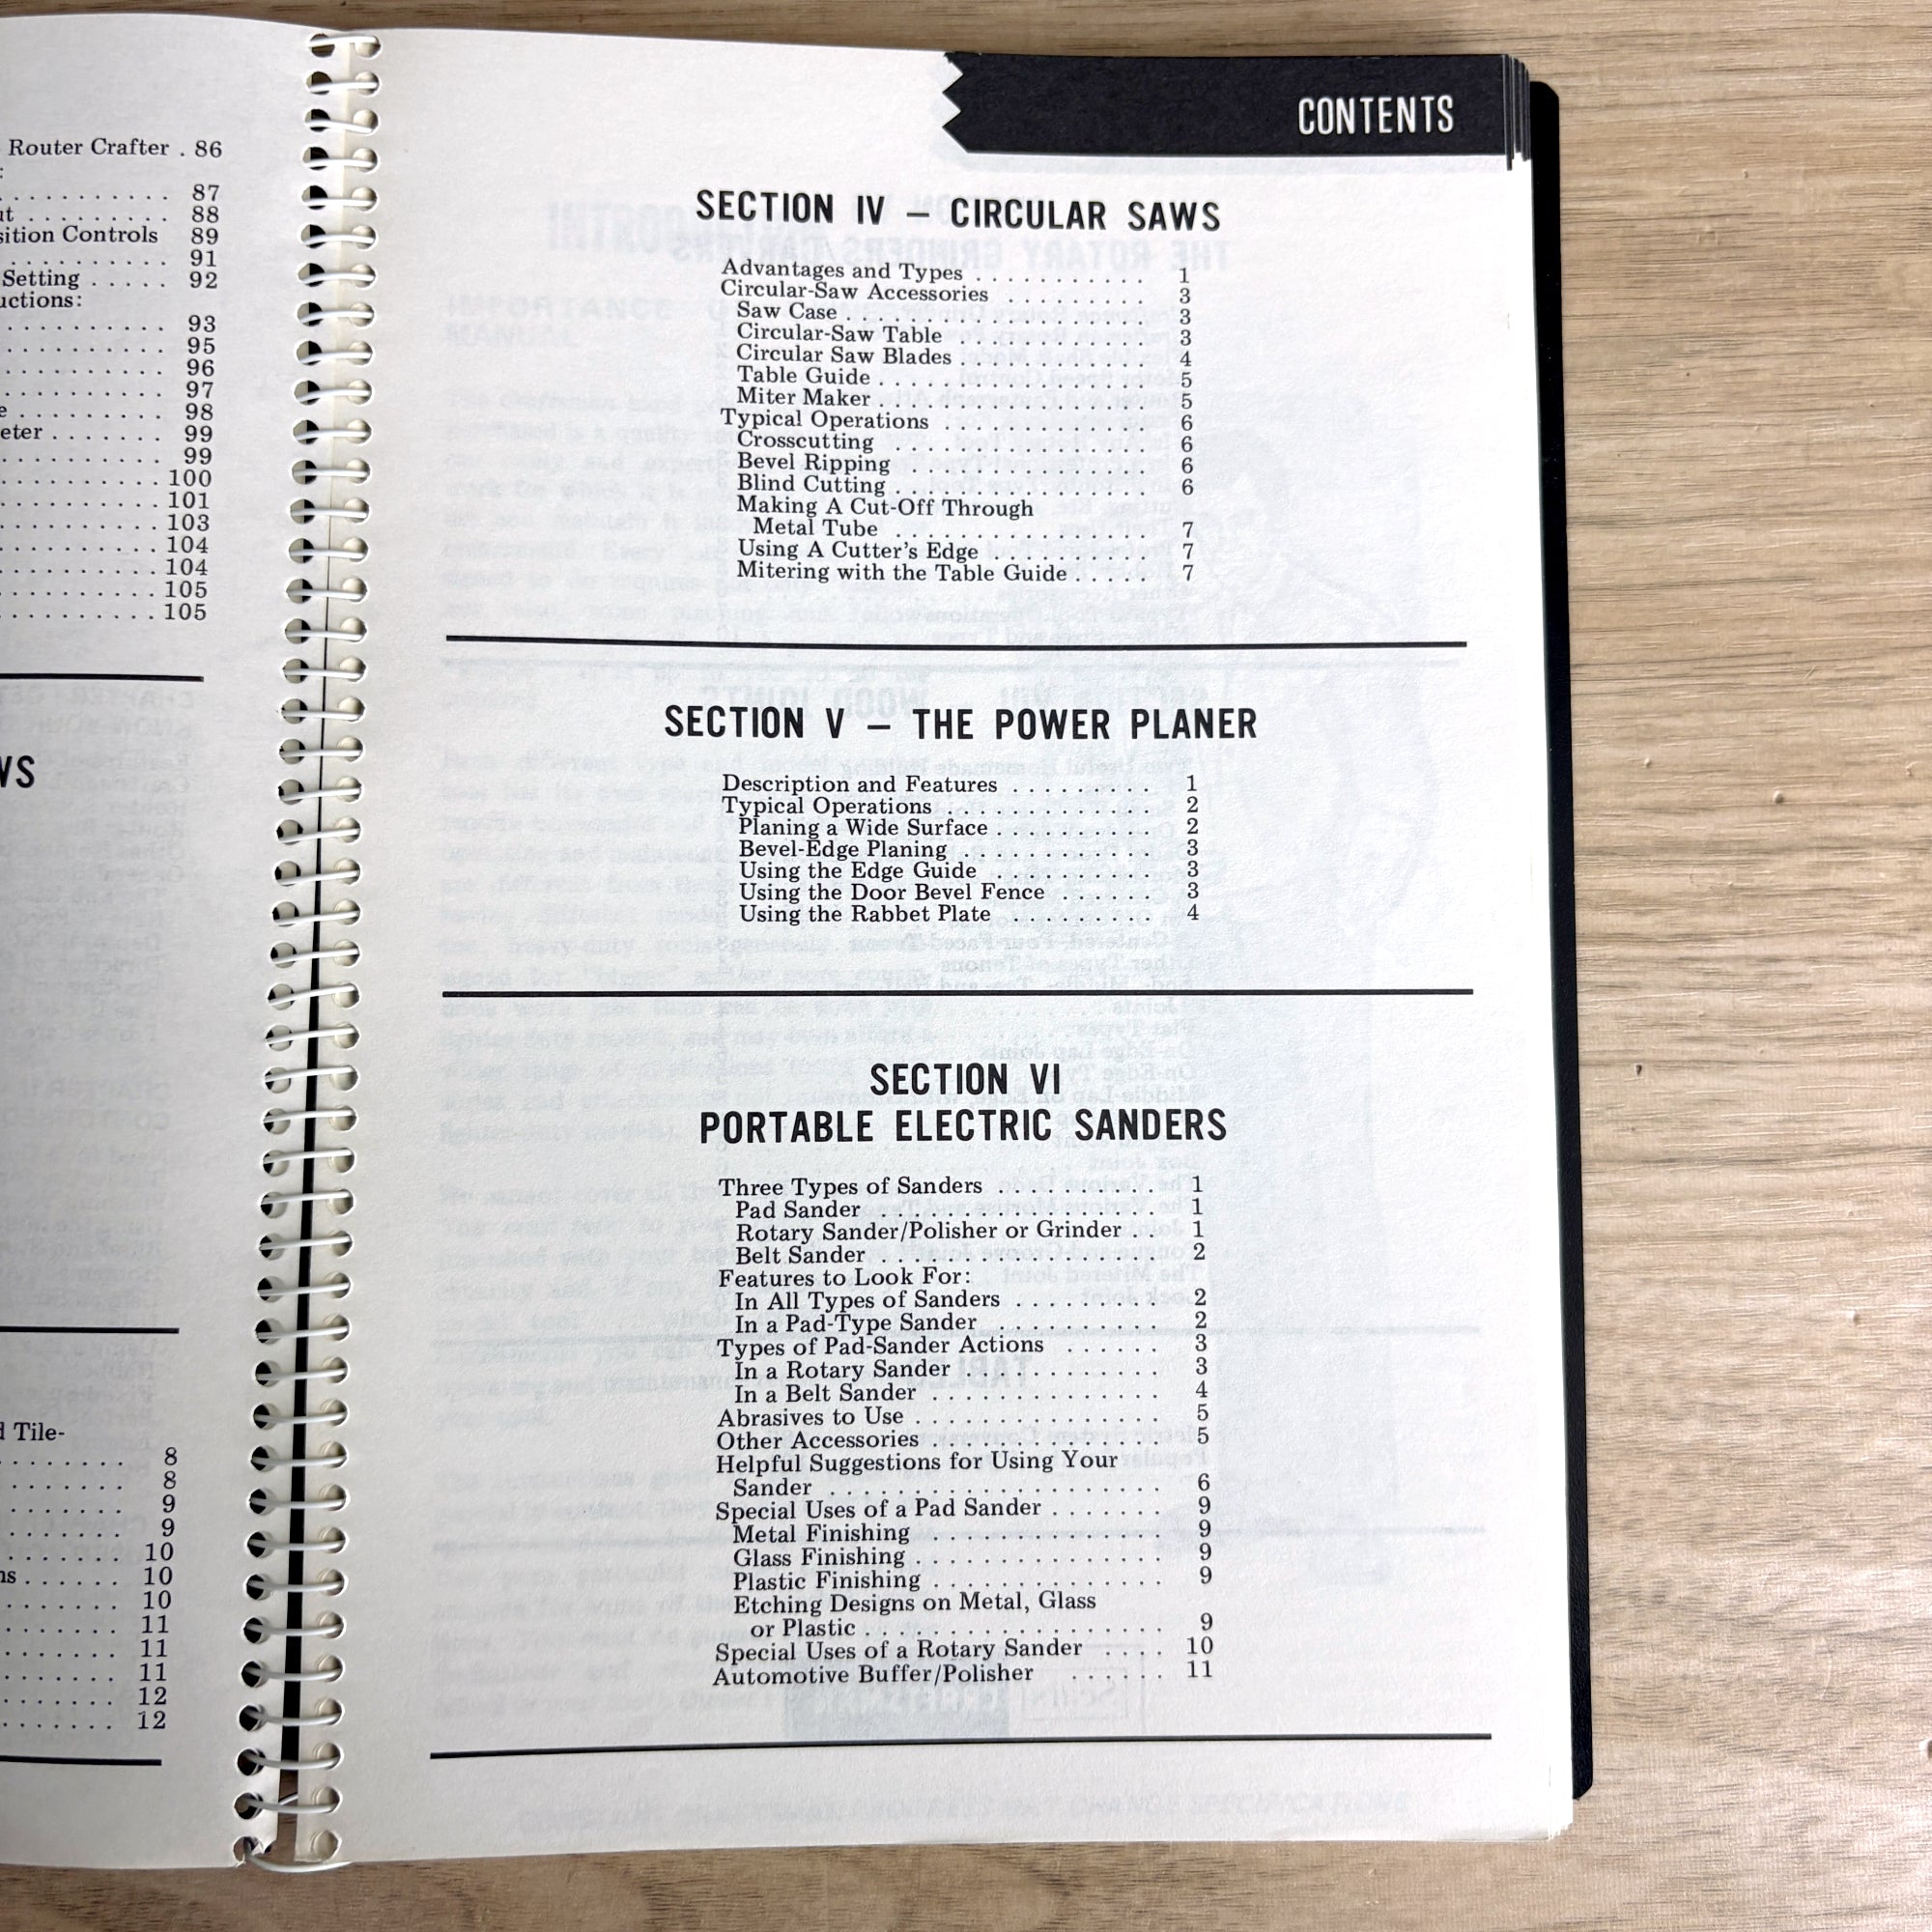 Router Crafter . 86
:
. . . . . . . . . . 87
. . . . . . . . . 88
Controls 89
. . . . . . . . . . . 91
Setting . . . . . 92
:
. . . . . . . . . . . . 93
. . . . . . . . . . . . 95
. . . . . . . . . . . . 96
. . . . . . . . . . . . 97
. . . . . . . . . . . 98
. . . . . . . 99
. . . . . . . . . . . . 99
. . . . . . . . . . . 100
. . . . . . . . . . . 101
. . . . . . . . . . . 103
. . . . . . . . . . . 104
. . . . . . . . . . . 104
. . . . . . . . . . . 105
. . . . . . . . . . . 105
Tile-
. . . . . . . . . . 8
. . . . . . . . . . 8
. . . . . . . . . . 9
. . . . . . . . . . 9
. . . . . . . . . . 10
. . . . . . 10
. . . . . . . . . . 10
. . . . . . . . . . 11
. . . . . . . . . . 11
. . . . . . . . . . 11
. . . . . . . . . . 12
. . . . . . . . . . 12
CONTENTS
SECTION IV – CIRCULAR SAWS
Advantages and Types . . . . . . . . . . 1
Circular-Saw Accessories . . . . . . . . 3
Saw Case . . . . . . . . . . . . . . . . 3
Circular-Saw Table . . . . . . . . . . . 3
Circular Saw Blades . . . . . . . . . . 4
Table Guide . . . . . . . . . . . . . . 5
Miter Maker . . . . . . . . . . . . . . 5
Typical Operations . . . . . . . . . . . 6
Crosscutting . . . . . . . . . . . . . . 6
Bevel Ripping . . . . . . . . . . . . . 6
Blind Cutting . . . . . . . . . . . . . 6
Making A Cut-Off Through
Metal Tube . . . . . . . . . . . . . . 7
Using A Cutter's Edge . . . . . . . . . 7
Mitering with the Table Guide . . . . . 7
SECTION V – THE POWER PLANER
Description and Features . . . . . . . . 1
Typical Operations . . . . . . . . . . . 2
Planing a Wide Surface . . . . . . . . . 2
Bevel-Edge Planing . . . . . . . . . . . 3
Using the Edge Guide . . . . . . . . . . 3
Using the Door Bevel Fence . . . . . . 3
Using the Rabbet Plate . . . . . . . . . 4
SECTION VI
PORTABLE ELECTRIC SANDERS
Three Types of Sanders . . . . . . . . . . 1
Pad Sander . . . . . . . . . . . . . . . 1
Rotary Sander/Polisher or Grinder . . 1
Belt Sander . . . . . . . . . . . . . . . 2
Features to Look For:
In All Types of Sanders . . . . . . . . . 2
In a Pad-Type Sander . . . . . . . . . . 2
Types of Pad-Sander Actions . . . . . . 3
In a Rotary Sander . . . . . . . . . . . 3
In a Belt Sander . . . . . . . . . . . . . 4
Abrasives to Use . . . . . . . . . . . . . 5
Other Accessories . . . . . . . . . . . . 5
Helpful Suggestions for Using Your
Sander . . . . . . . . . . . . . . . . . . 6
Special Uses of a Pad Sander . . . . . . . 9
Metal Finishing . . . . . . . . . . . . . 9
Glass Finishing . . . . . . . . . . . . . 9
Plastic Finishing . . . . . . . . . . . . 9
Etching Designs on Metal, Glass
or Plastic . . . . . . . . . . . . . . . . 9
Special Uses of a Rotary Sander . . . . 10
Automotive Buffer/Polisher . . . . . . 11